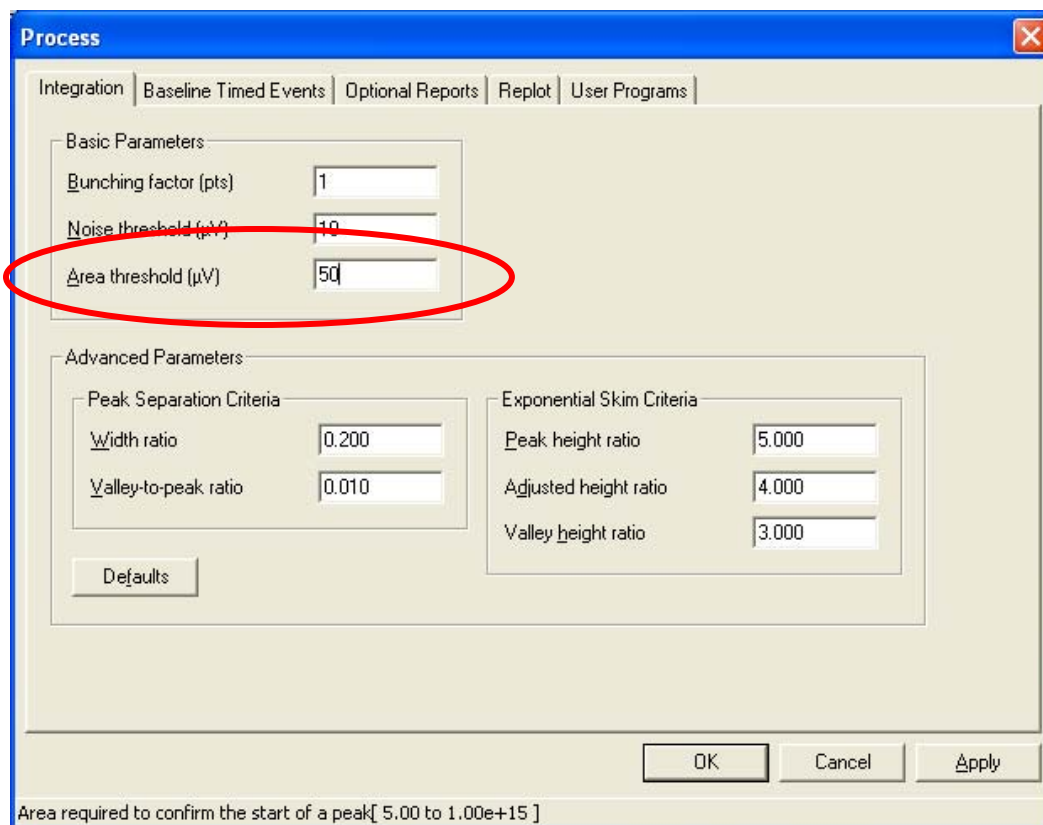 Process
Integration Baseline Timed Events Optional Reports Replot User Programs
Basic Parameters
Bunching factor (pts) 1
Noise threshold (µV) 10
Area threshold (µV) 50
Advanced Parameters
Peak Separation Criteria
Width ratio 0.200
Valley-to-peak ratio 0.010
Exponential Skim Criteria
Peak height ratio 5.000
Adjusted height ratio 4.000
Valley height ratio 3.000
Defaults
OK Cancel Apply
Area required to confirm the start of a peak[ 5.00 to 1.00e+15 ]